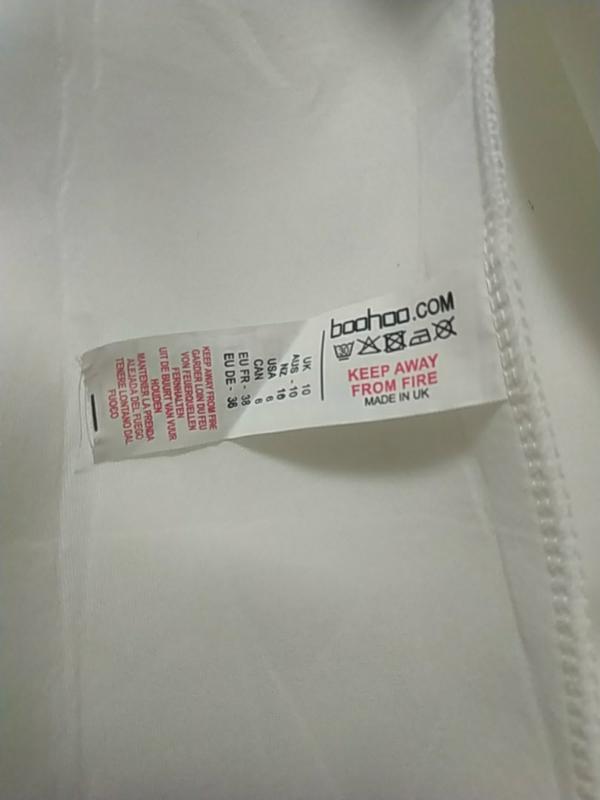 boohoo.COM
KEEP AWAY
FROM FIRE
MADE IN UK
UK 10
AUS - 10
NZ 10
USA 6
CAN 6
EU FR - 38
EU DE - 36
KEEP AWAY FROM FIRE
GARDER LOIN DU FEU
VON FEUERQUELLEN
FERNHALTEN
UIT DE BUURT VAN VUUR
HOUDEN
MANTENER LA PRENDA
ALEJADA DEL FUEGO
TENERE LONTANO DAL
FUOCO